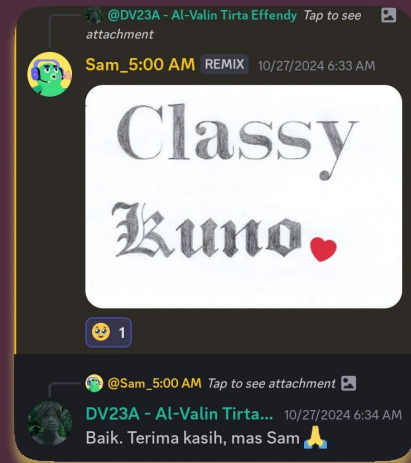 @DV23A - Al-Valin Tirta Effendy Tap to see
attachment
Sam_5:00 AM REMIX 10/27/2024 6:33 AM
Classy
Kuno
1
@Sam_5:00 AM Tap to see attachment
DV23A - Al-Valin Tirta... 10/27/2024 6:34 AM
Baik. Terima kasih, mas Sam 🙏